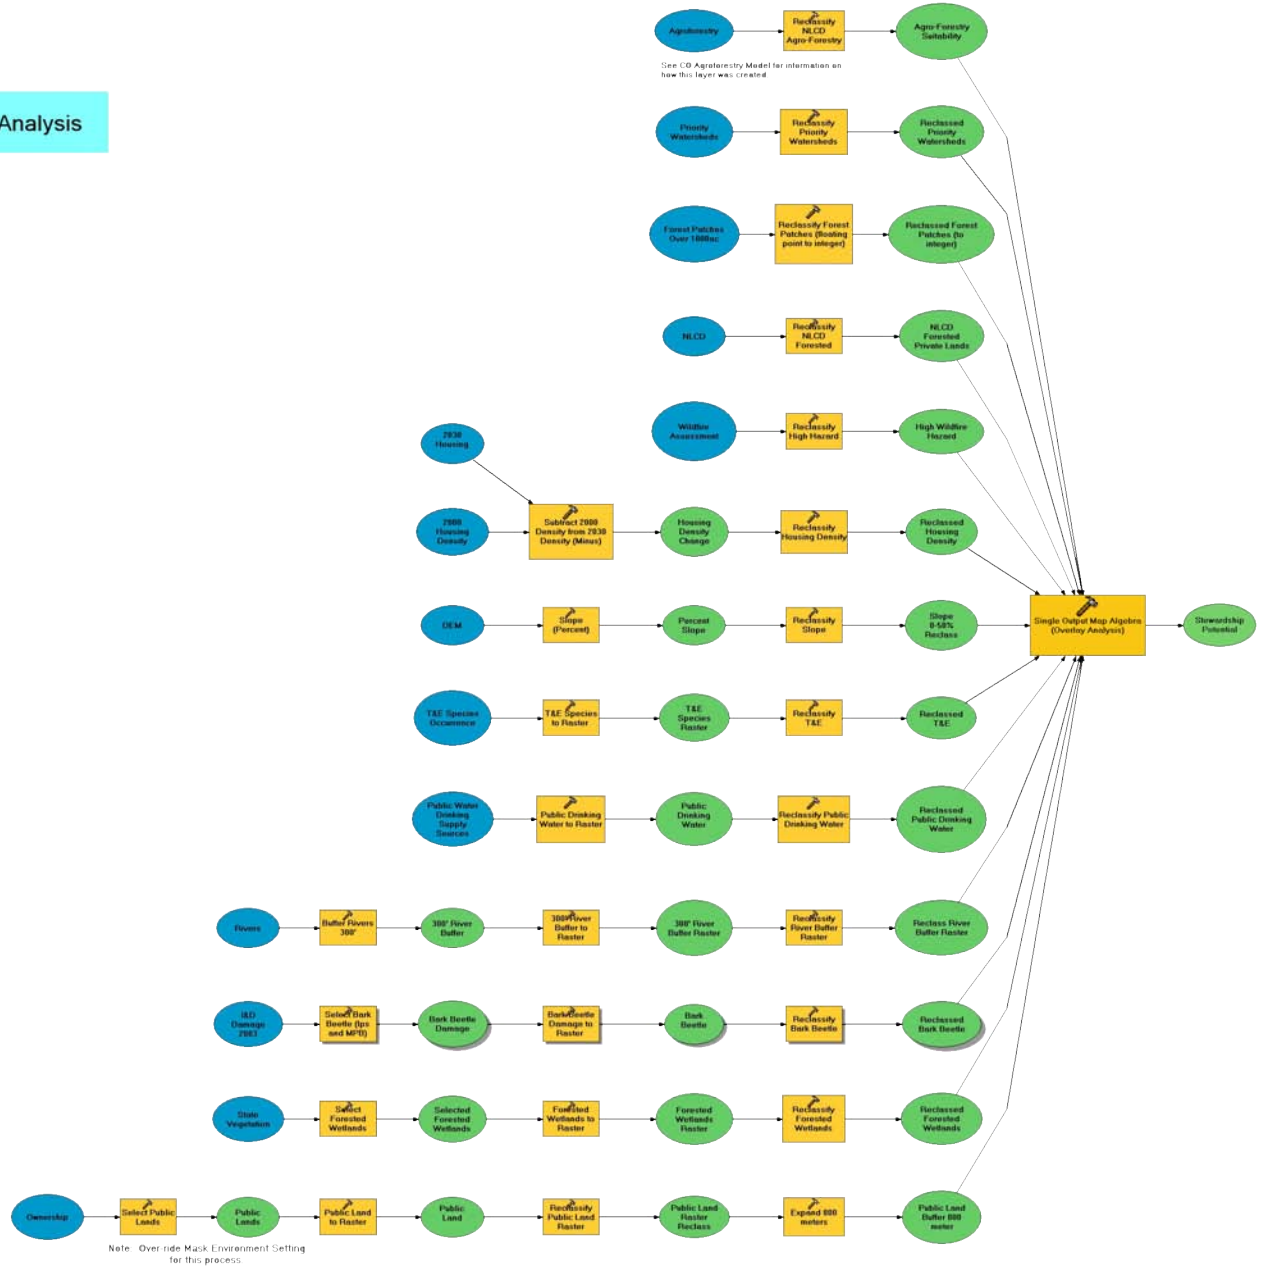 Analysis
Agroforestry
Reclassify
NLCD
Agro-Forestry
Agro-Forestry
Suitability
See CO Agroforestry Model for information on
how this layer was created
Priority
Watersheds
Reclassify
Priority
Watersheds
Reclassed
Priority
Watersheds
Forest Patches
Over 1000ac
Reclassify Forest
Patches (floating
point to integer)
Reclassed Forest
Patches (to
integer)
NLCD
Reclassify
NLCD
Forested
NLCD
Forested
Private Lands
Wildfire
Assessment
Reclassify
High Hazard
High Wildfire
Hazard
2030
Housing
2000
Housing
Density
Subtract 2000
Density from 2030
Density (Minus)
Housing
Density
Change
Reclassify
Housing Density
Reclassed
Housing
Density
DEM
Slope
(Percent)
Percent
Slope
Reclassify
Slope
Slope
0-50%
Reclass
Single Output Map Algebra
(Overlay Analysis)
Stewardship
Potential
T&E Species
Occurrence
T&E Species
to Raster
T&E
Species
Raster
Reclassify
T&E
Reclassed
T&E
Public Water
Drinking
Supply
Sources
Public Drinking
Water to Raster
Public
Drinking
Water
Reclassify Public
Drinking Water
Reclassed
Public Drinking
Water
Rivers
Buffer Rivers
300'
300' River
Buffer
300' River
Buffer to
Raster
300' River
Buffer Raster
Reclassify
River Buffer
Raster
Reclass River
Buffer Raster
I&D
Damage
2003
Select Bark
Beetle (Ips
and MPB)
Bark Beetle
Damage
Bark Beetle
Damage to
Raster
Bark
Beetle
Reclassify
Bark Beetle
Reclassed
Bark Beetle
State
Vegetation
Select
Forested
Wetlands
Selected
Forested
Wetlands
Forested
Wetlands to
Raster
Forested
Wetlands
Raster
Reclassify
Forested
Wetlands
Reclassed
Forested
Wetlands
Ownership
Select Public
Lands
Public
Lands
Public Land
to Raster
Public
Land
Reclassify
Public Land
Raster
Public Land
Raster
Reclass
Expand 800
meters
Public Land
Buffer 800
meter
Note: Over-ride Mask Environment Setting
for this process